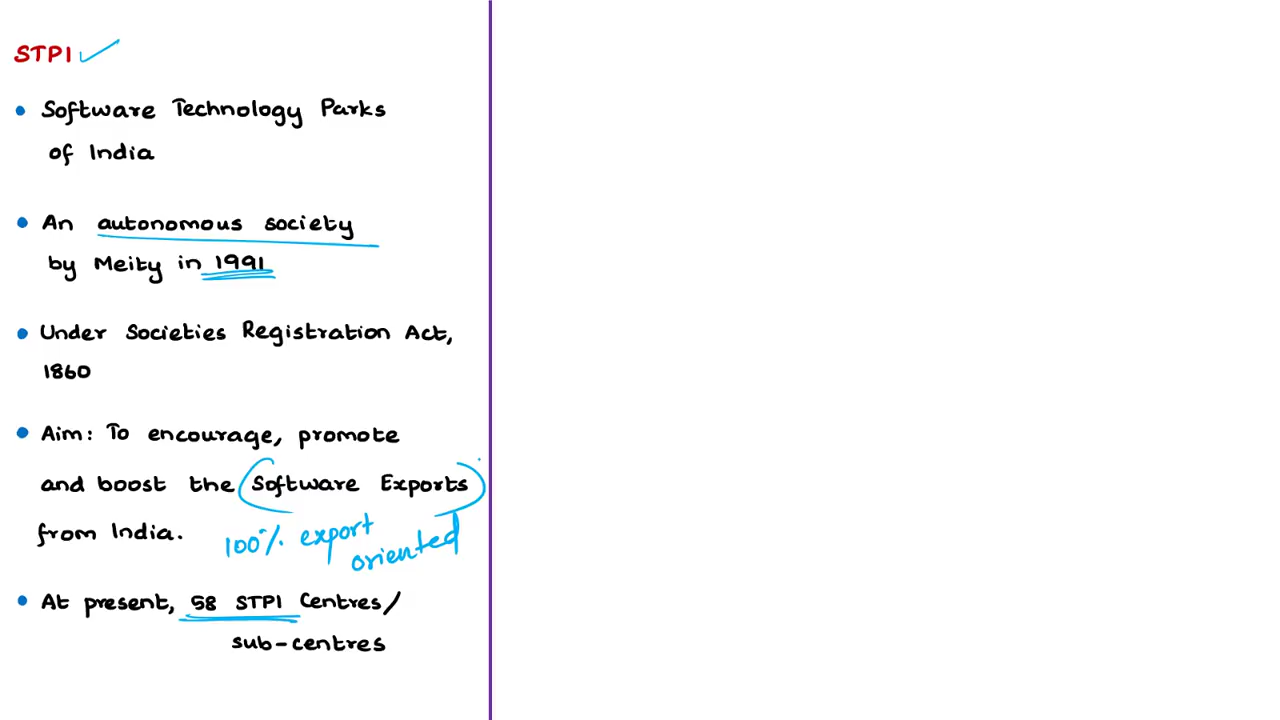 STPI
• Software Technology Parks
of India
• An autonomous society
by Meity in 1991
• Under Societies Registration Act,
1860
• Aim: To encourage, promote
and boost the Software Exports
from India.
100% export
oriented
• At present, 58 STPI Centres/
sub-centres